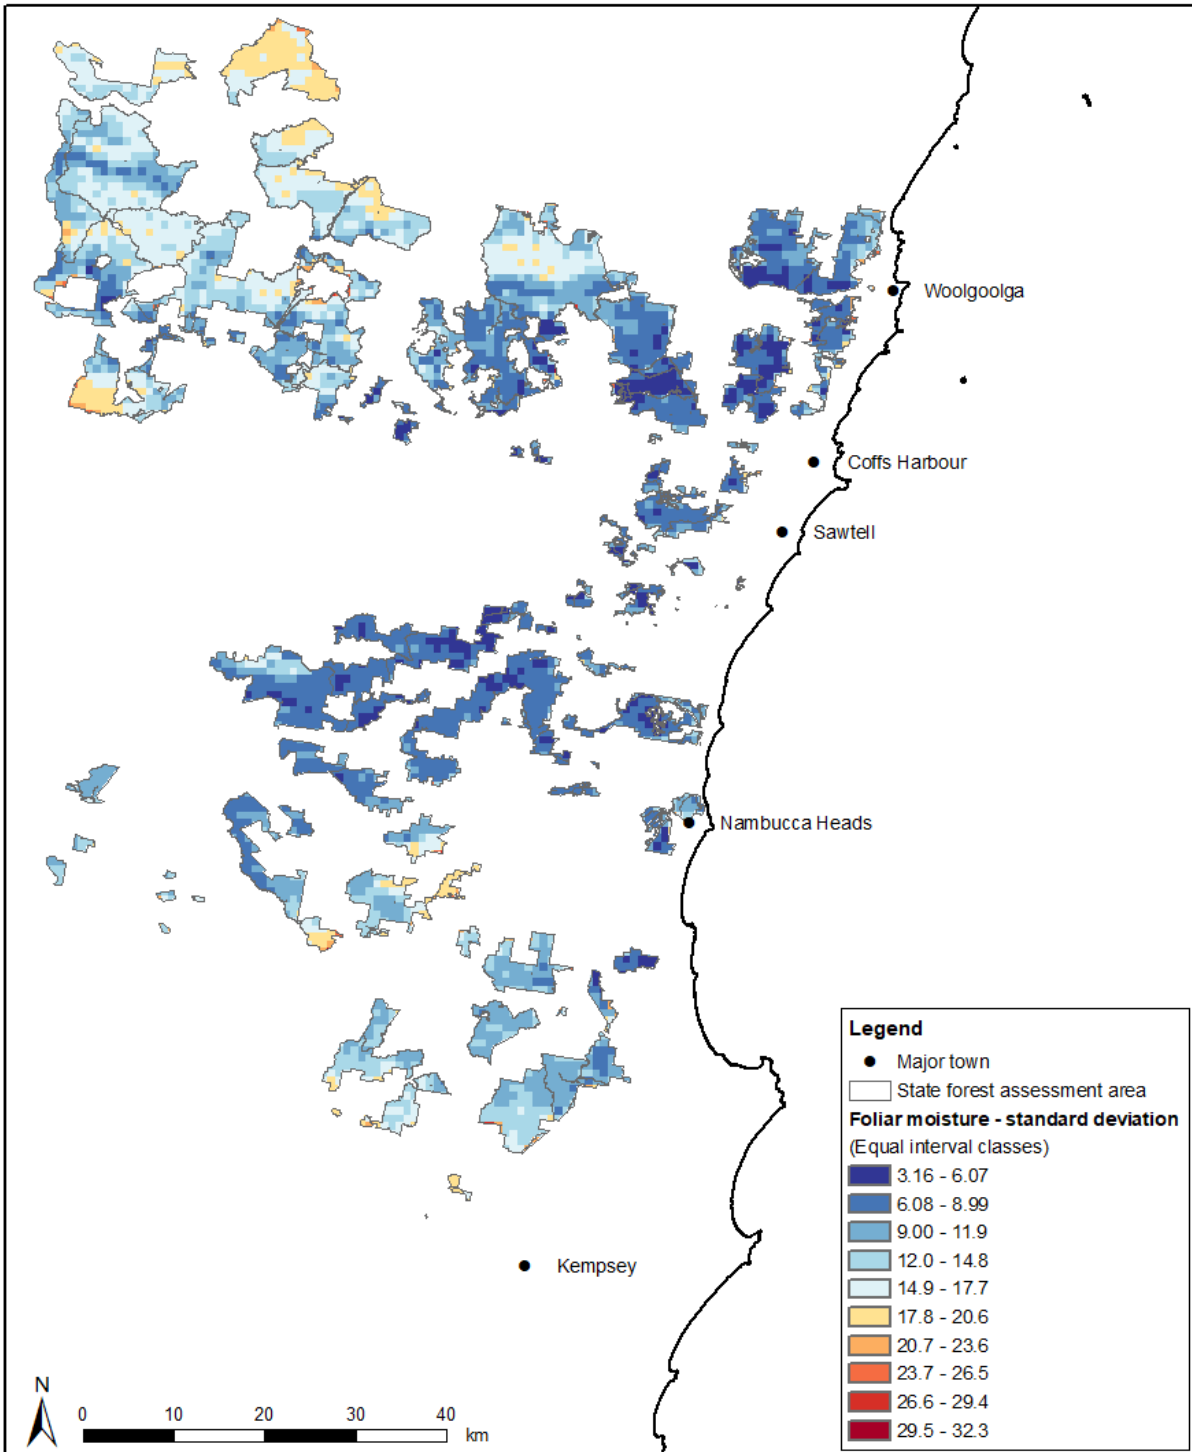 Woolgoolga
Coffs Harbour
Sawtell
Nambucca Heads
Kempsey
Legend
Major town
State forest assessment area
Foliar moisture - standard deviation
(Equal interval classes)
3.16 - 6.07
6.08 - 8.99
9.00 - 11.9
12.0 - 14.8
14.9 - 17.7
17.8 - 20.6
20.7 - 23.6
23.7 - 26.5
26.6 - 29.4
29.5 - 32.3
N
0 10 20 30 40
km